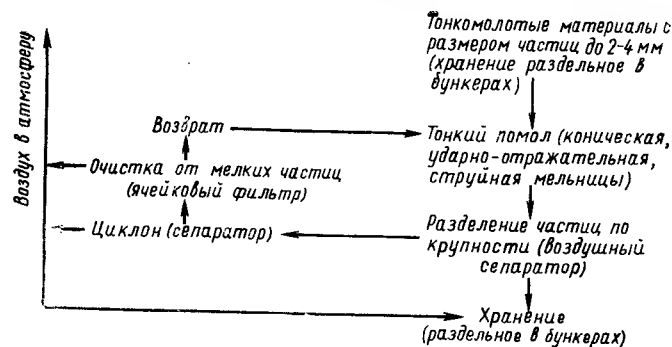 Тонкомолотые материалы с
размером частиц до 2-4 мм
(хранение раздельное в
бункерах)
Воздух в атмосферу
Возврат
Тонкий помол (коническая,
ударно-отражательная,
струйная мельницы)
Очистка от мелких частиц
(ячейковый фильтр)
Циклон (сепаратор)
Разделение частиц по
крупности (воздушный
сепаратор)
Хранение
(раздельное в бункерах)